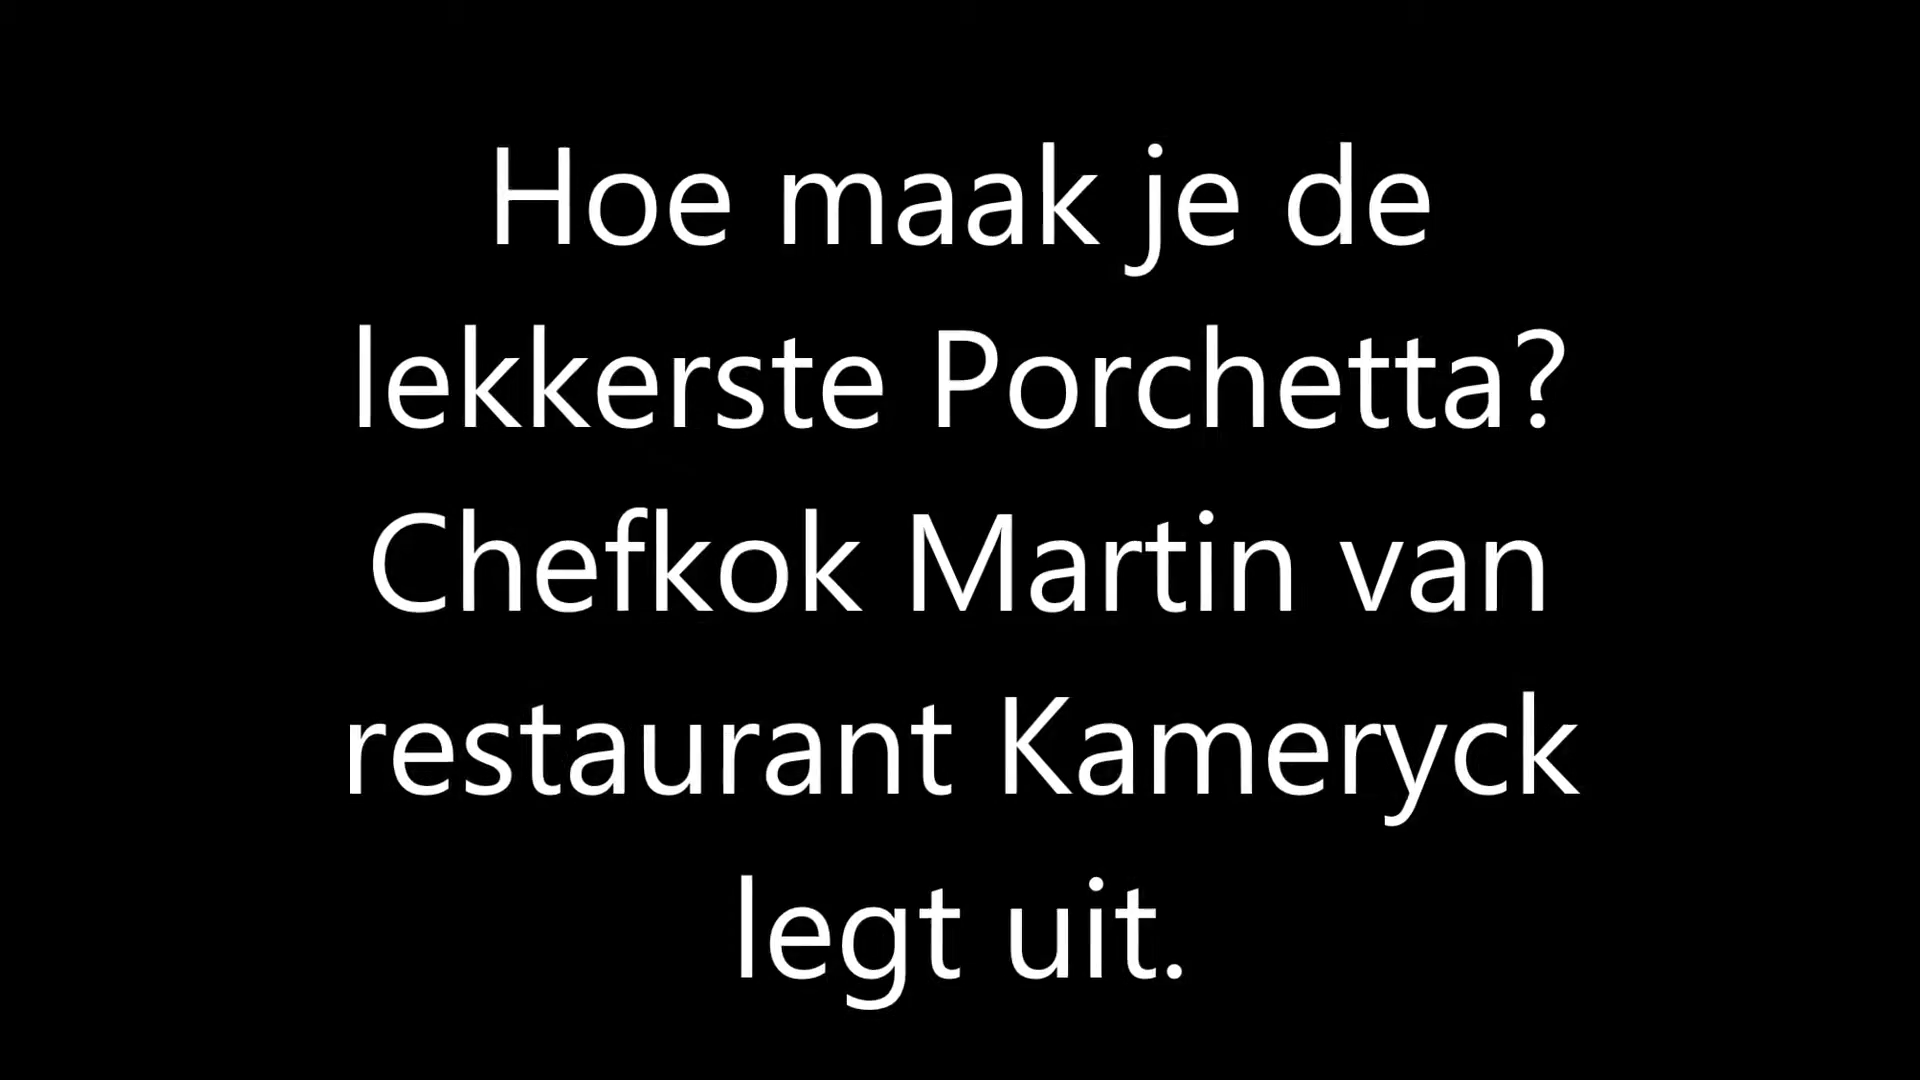 Hoe maak je de
lekkerste Porchetta?
Chefkok Martin van
restaurant Kameryck
legt uit.